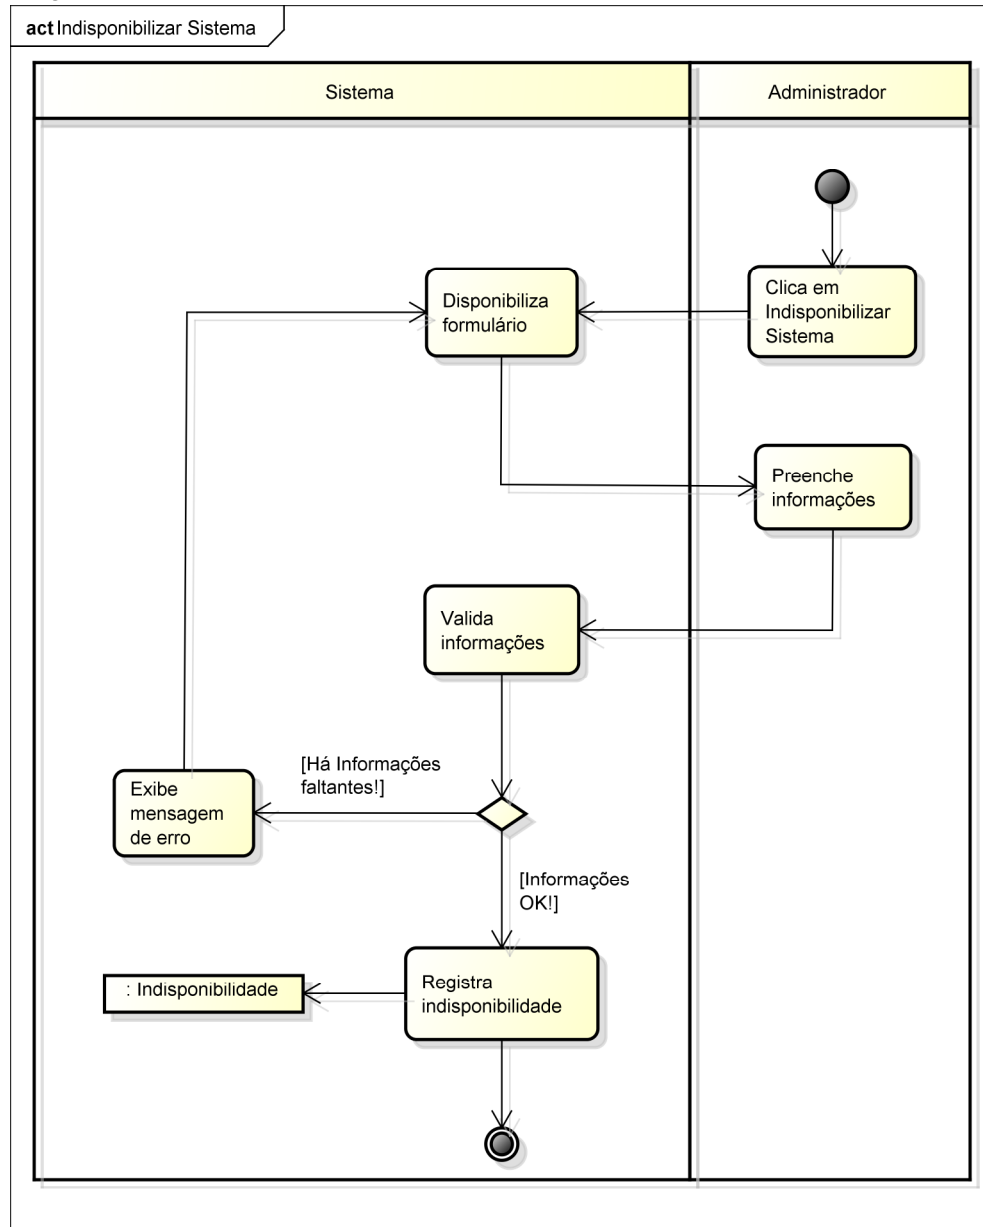 act Indisponibilizar Sistema
Sistema
Administrador
Disponibiliza
formulário
Clica em
Indisponibilizar
Sistema
Preenche
informações
Valida
informações
[Há Informações
faltantes!]
Exibe
mensagem
de erro
[Informações
OK!]
Registra
indisponibilidade
: Indisponibilidade